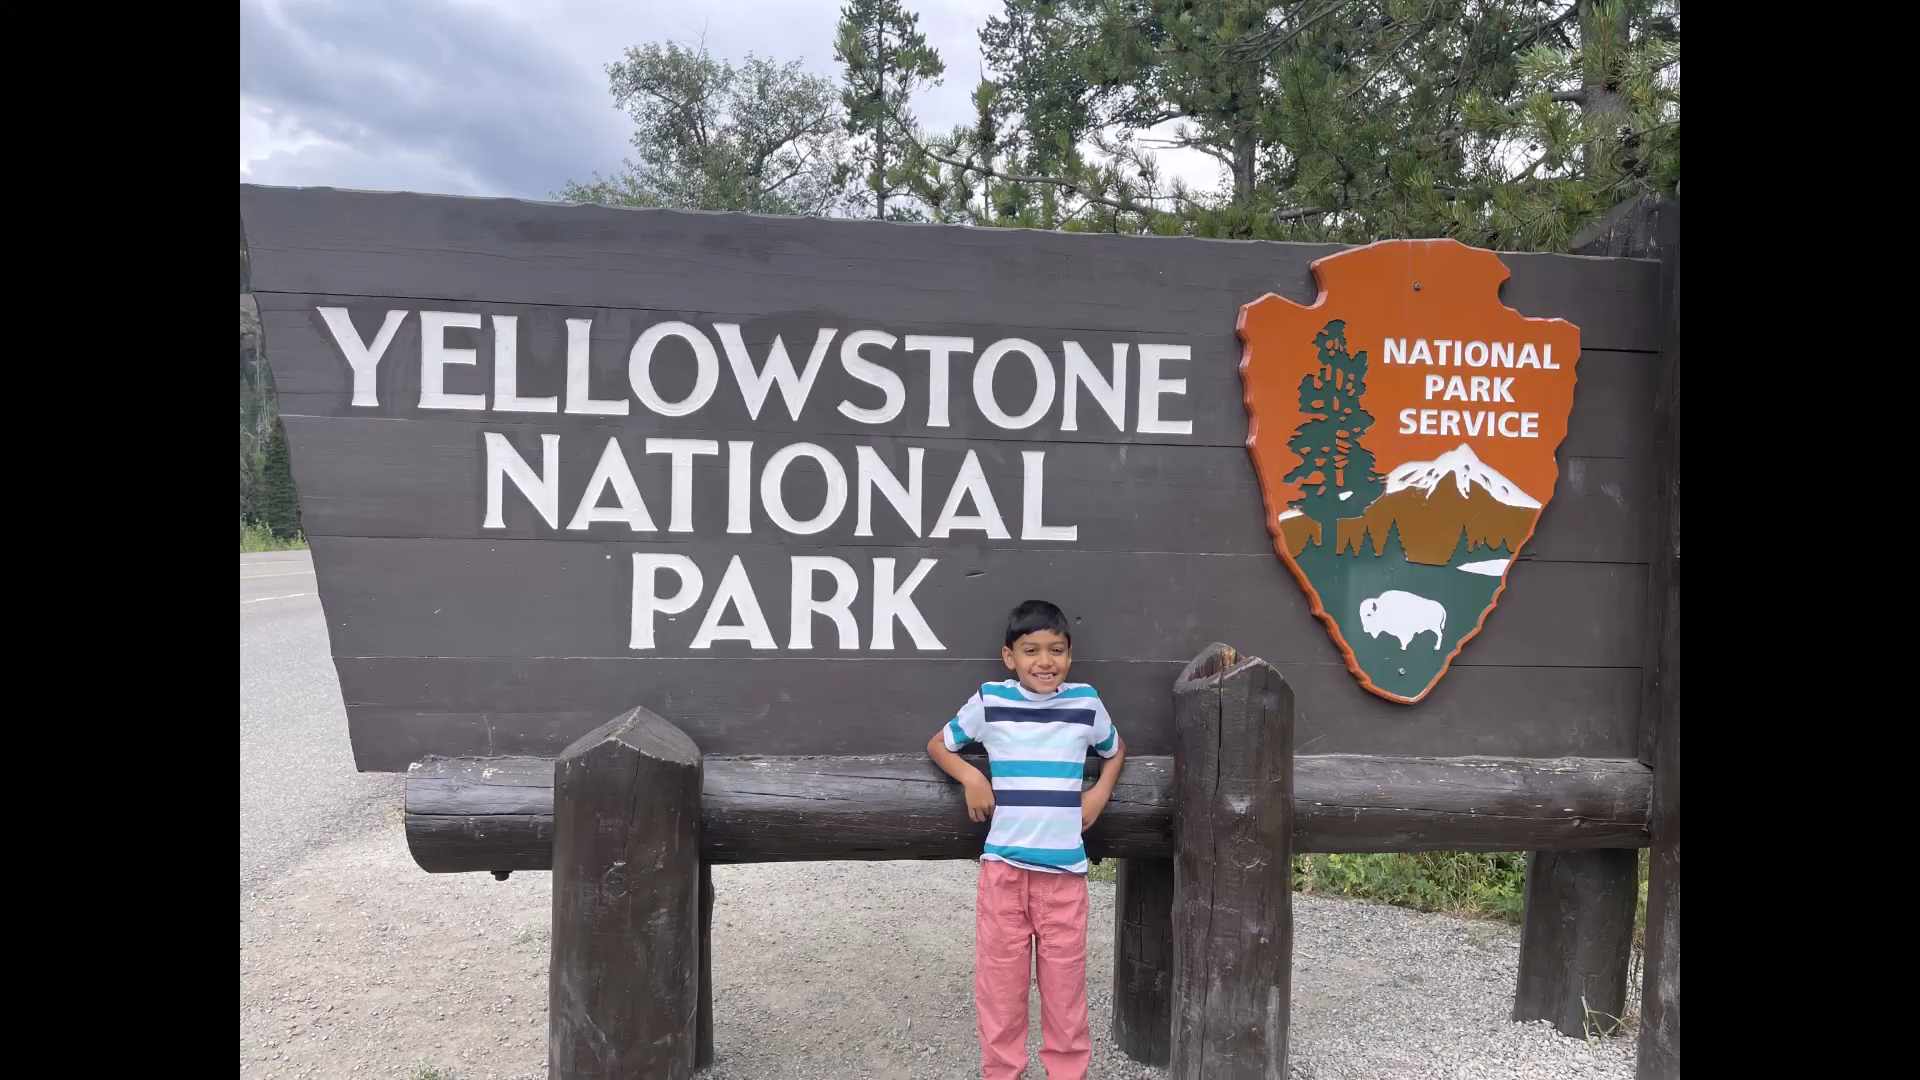 YELLOWSTONE
NATIONAL
PARK
NATIONAL
PARK
SERVICE